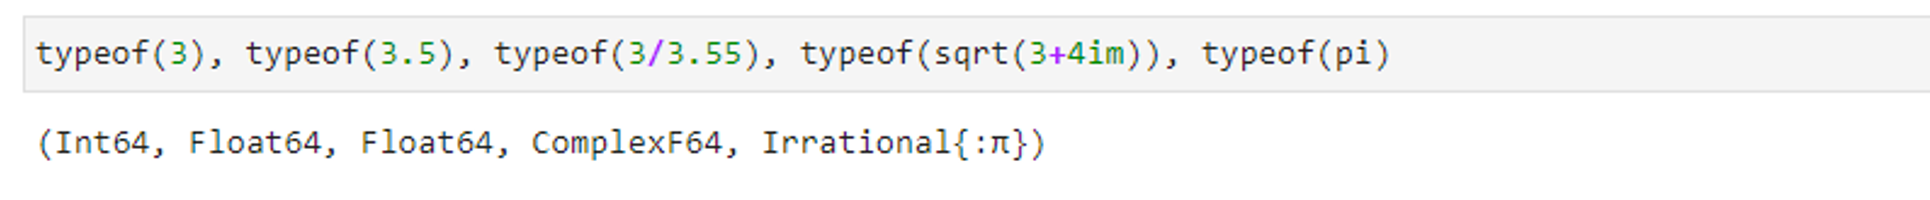 typeof(3), typeof(3.5), typeof(3/3.55), typeof(sqrt(3+4im)), typeof(pi)
(Int64, Float64, Float64, ComplexF64, Irrational{:π})